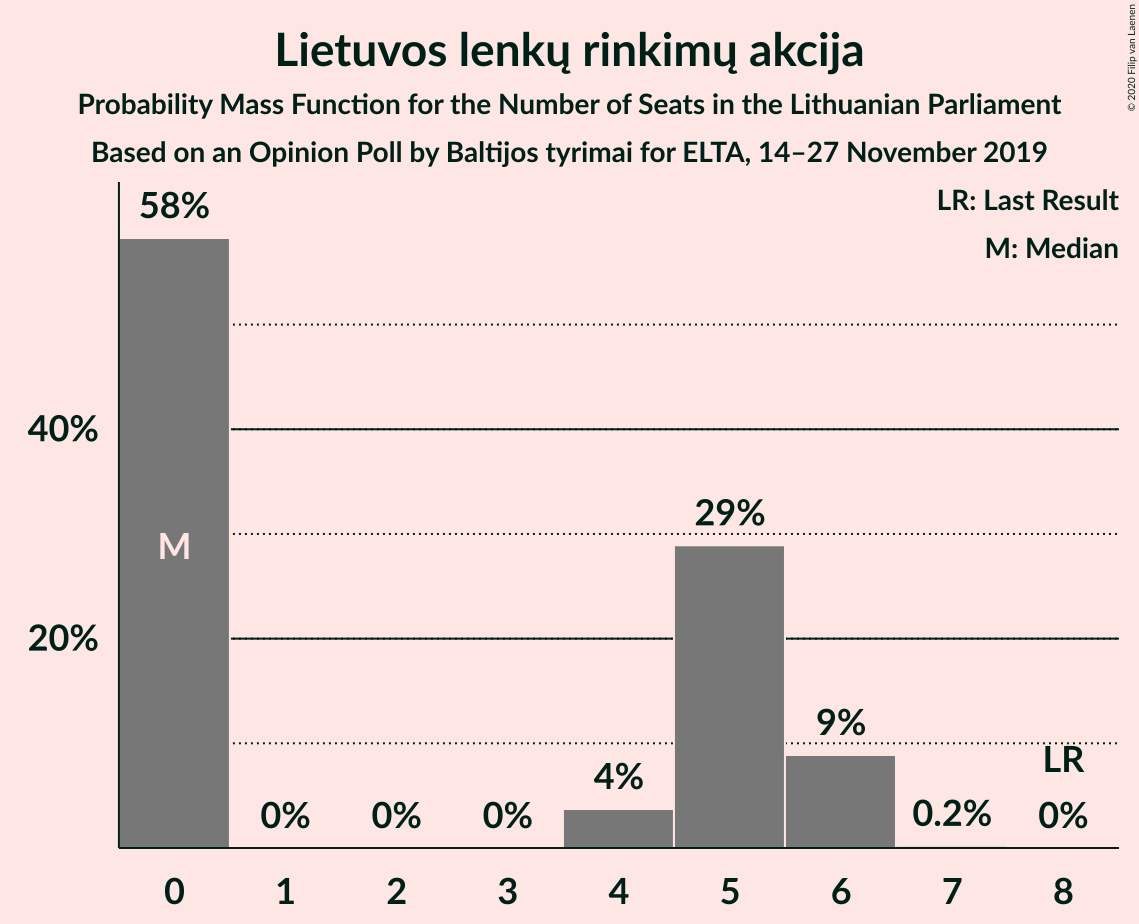 © 2020 Filip van Laenen
Lietuvos lenkų rinkimų akcija
Probability Mass Function for the Number of Seats in the Lithuanian Parliament
Based on an Opinion Poll by Baltijos tyrimai for ELTA, 14–27 November 2019
LR: Last Result
M: Median
58%
40%
20%
M
0%
0%
0%
4%
29%
9%
0.2%
LR
0%
0 1 2 3 4 5 6 7 8